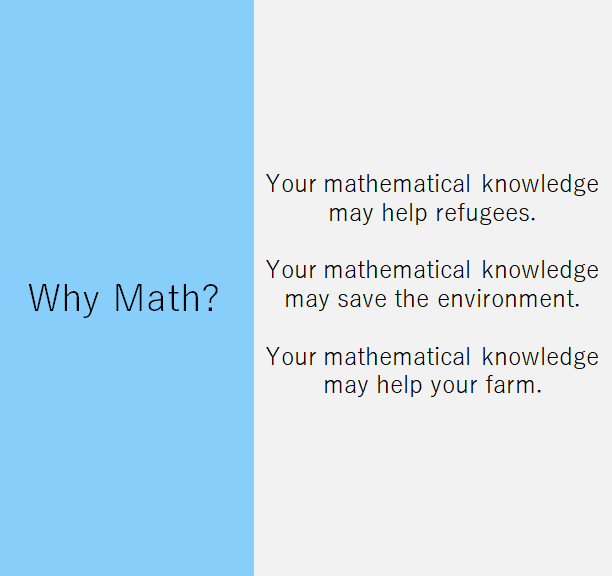 Why Math?
Your mathematical knowledge
may help refugees.
Your mathematical knowledge
may save the environment.
Your mathematical knowledge
may help your farm.